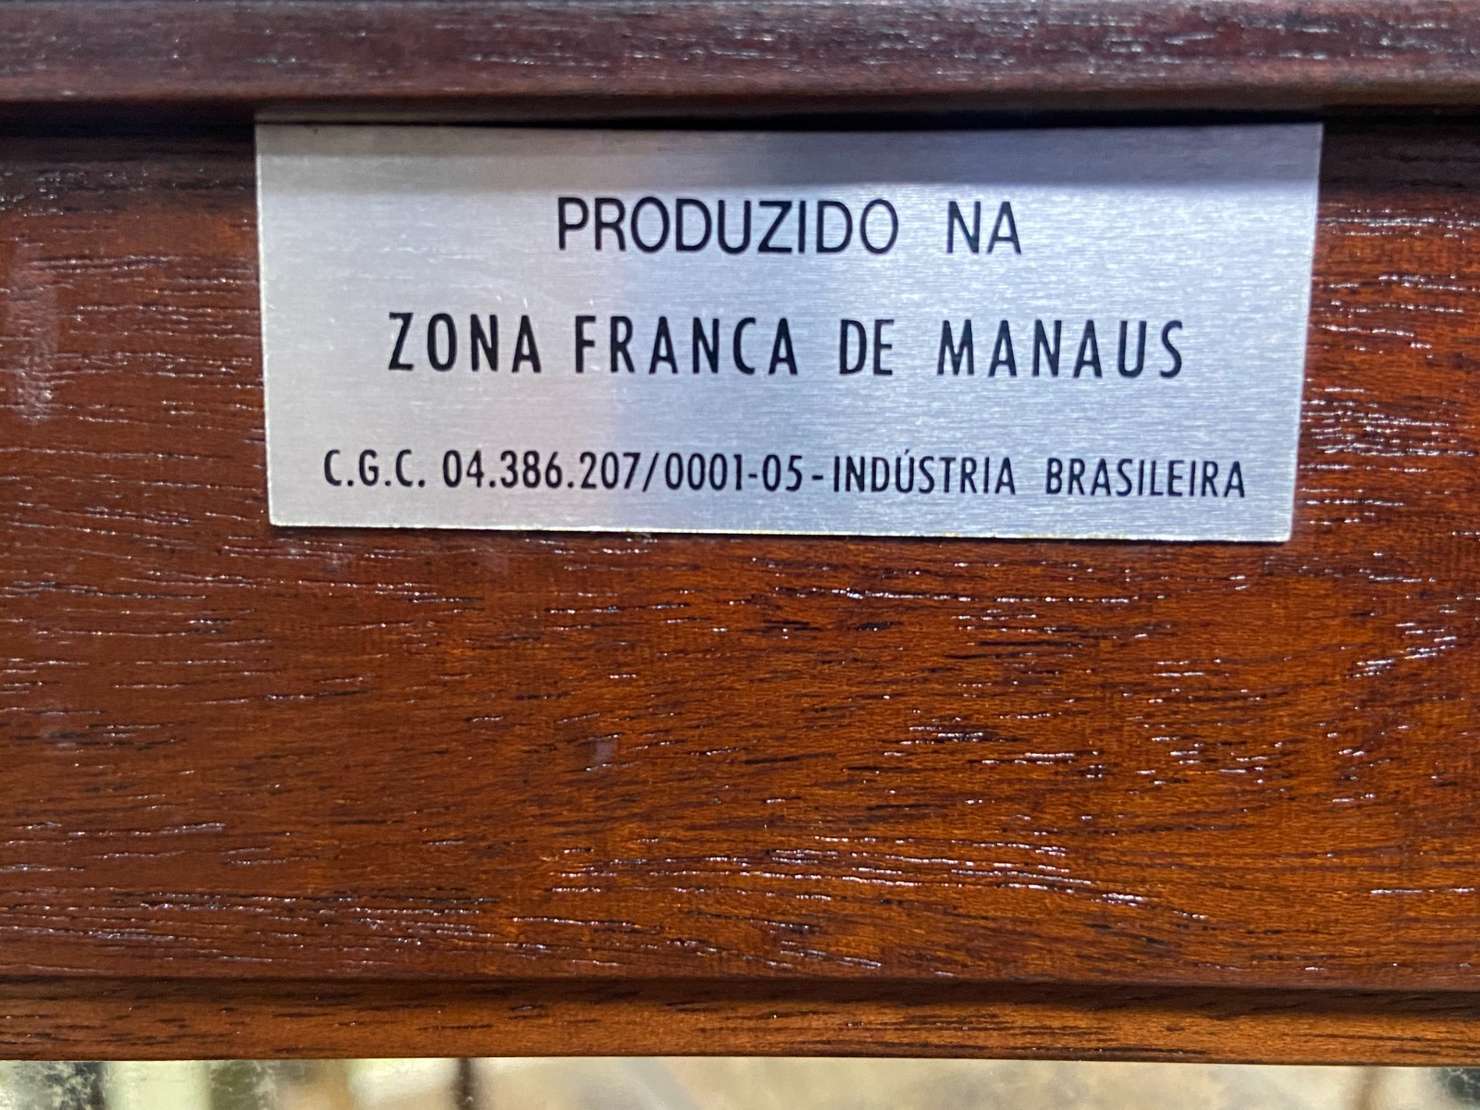 PRODUZIDO NA
ZONA FRANCA DE MANAUS
C.G.C. 04.386.207/0001-05-INDÚSTRIA BRASILEIRA